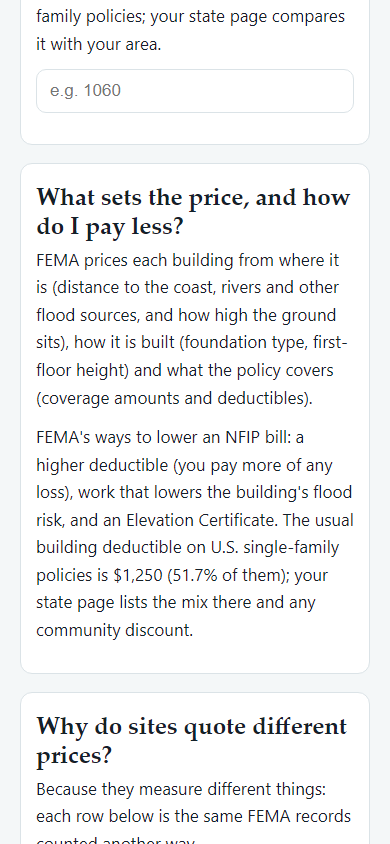 family policies; your state page compares
it with your area.
e.g. 1060
What sets the price, and how
do I pay less?
FEMA prices each building from where it
is (distance to the coast, rivers and other
flood sources, and how high the ground
sits), how it is built (foundation type, first-
floor height) and what the policy covers
(coverage amounts and deductibles).
FEMA's ways to lower an NFIP bill: a
higher deductible (you pay more of any
loss), work that lowers the building's flood
risk, and an Elevation Certificate. The usual
building deductible on U.S. single-family
policies is $1,250 (51.7% of them); your
state page lists the mix there and any
community discount.
Why do sites quote different
prices?
Because they measure different things:
each row below is the same FEMA records
counted another way.